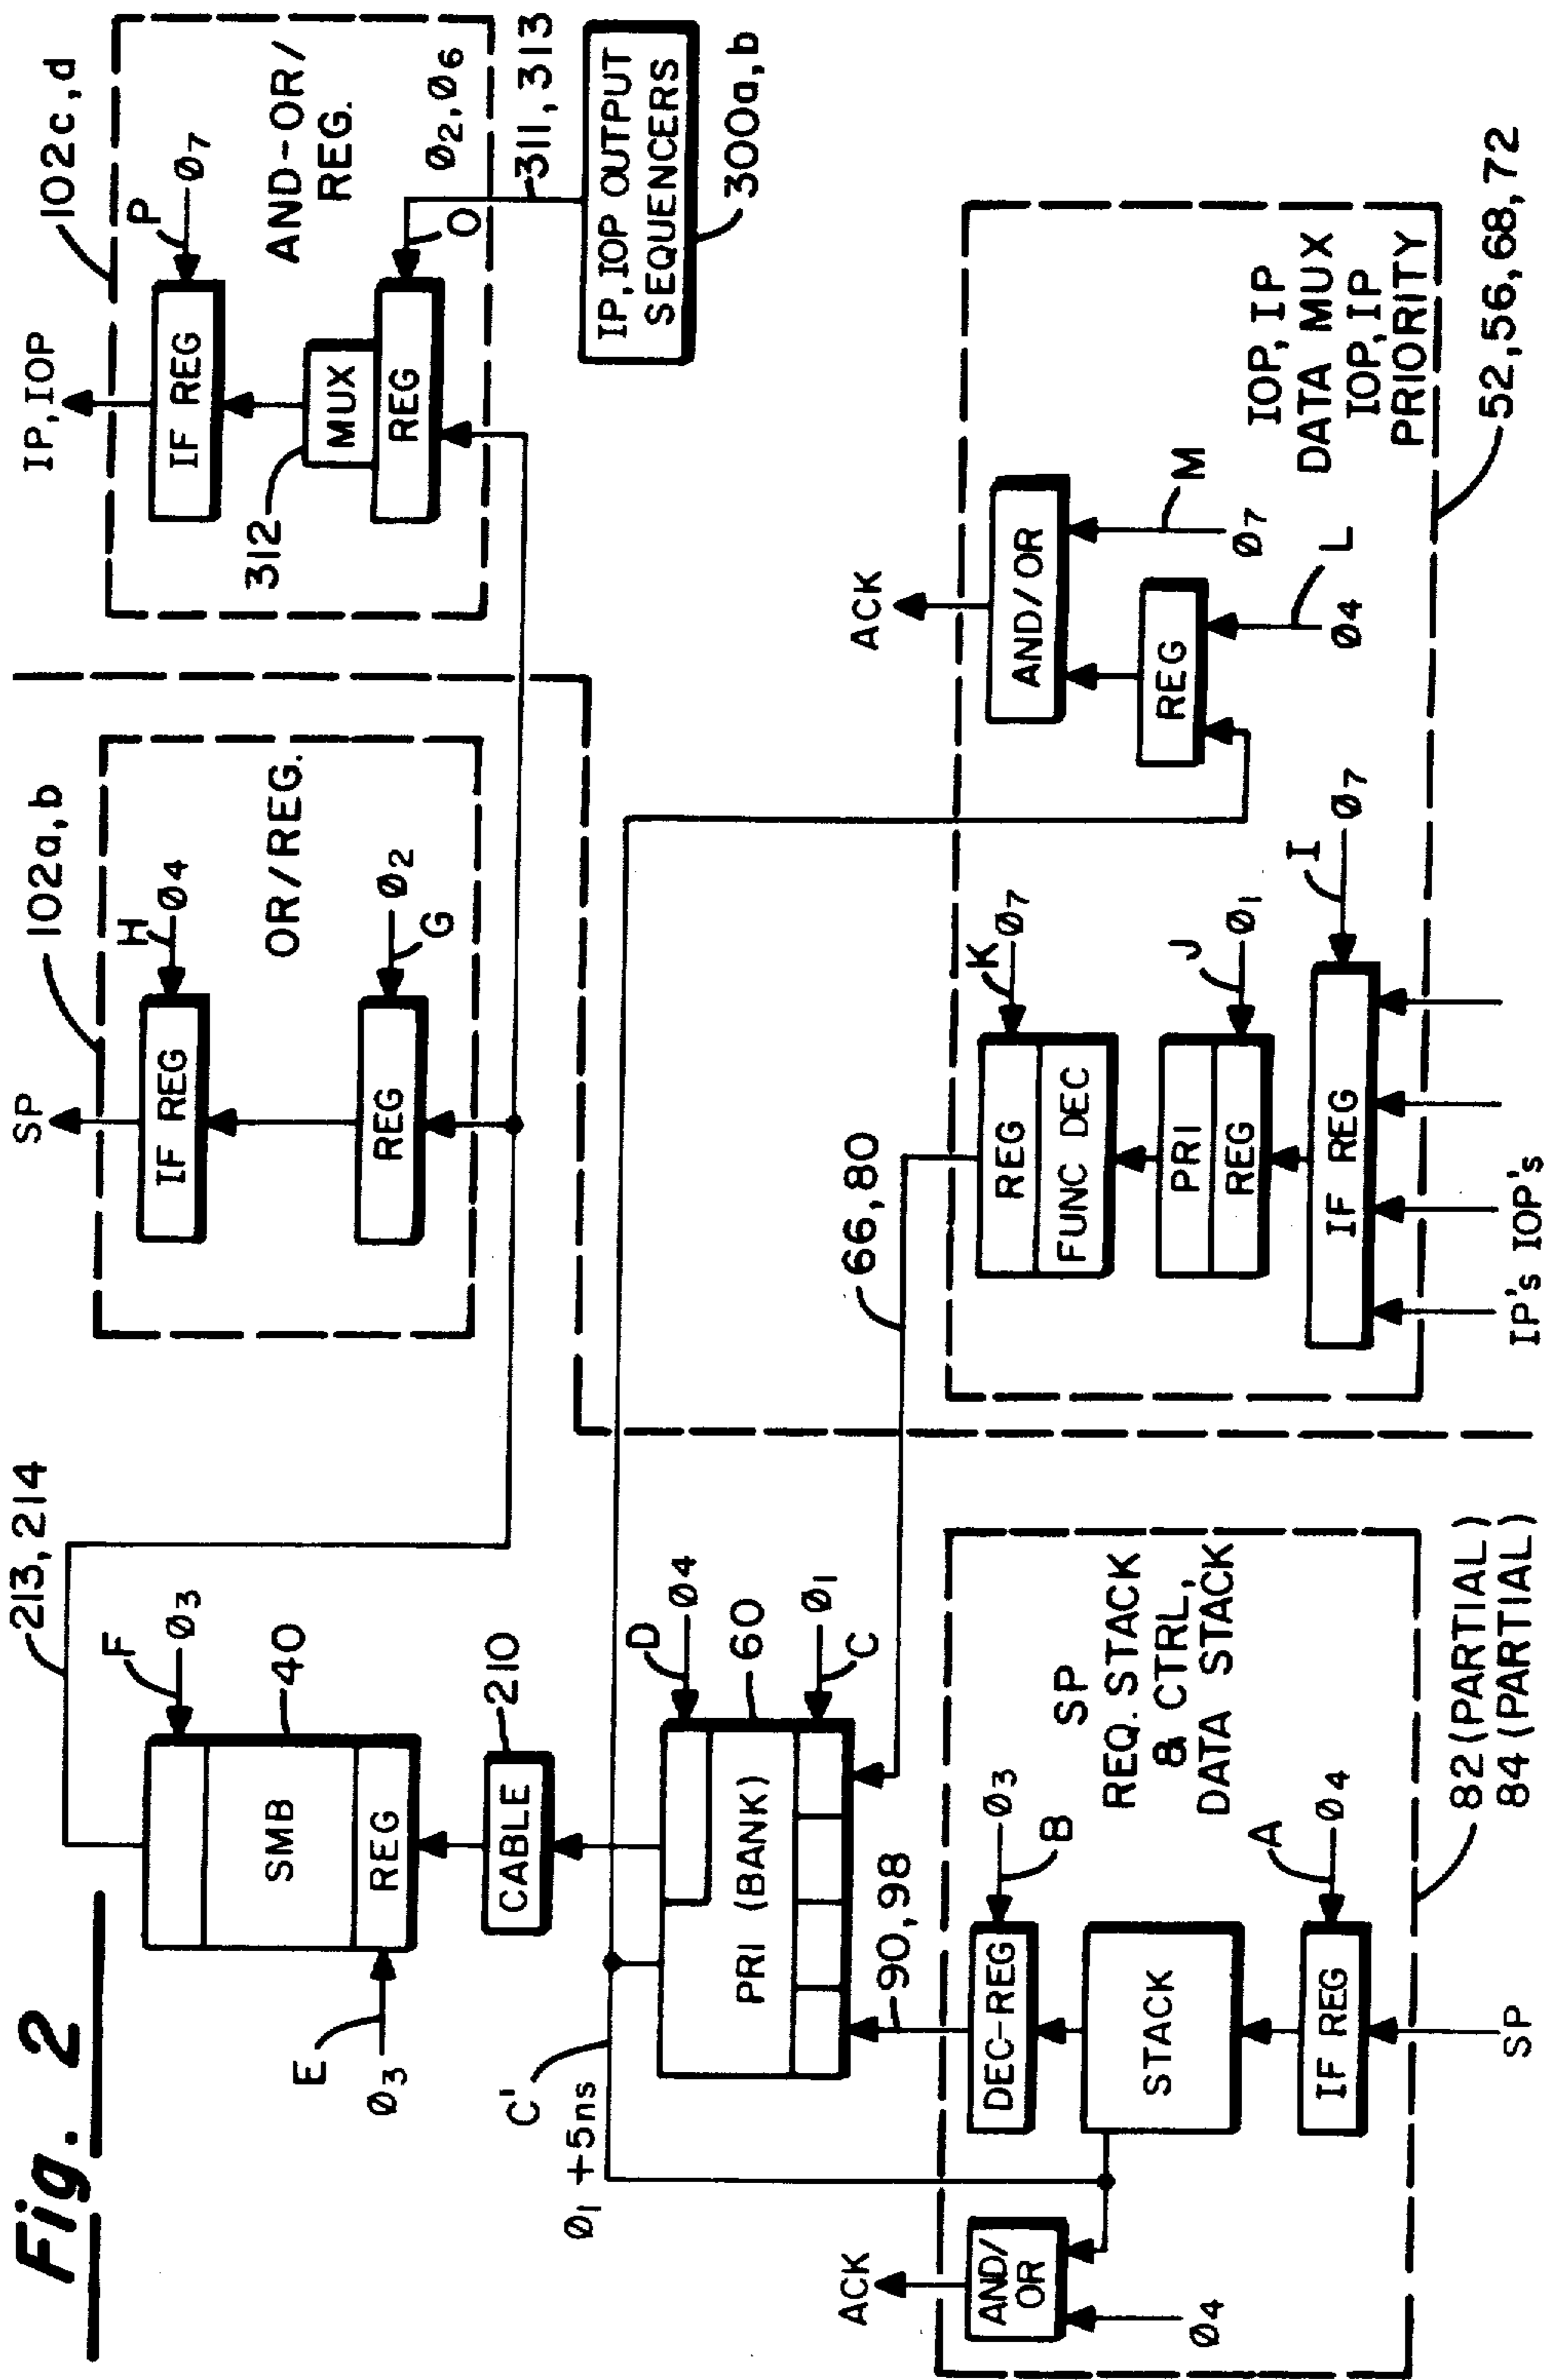 Fig. 2
213, 214
F
Ø3
SMB
40
REG
E
Ø3
CABLE
210
C'
Ø1 +5ns
D
Ø4
60
PRI (BANK)
Ø1
C
90, 98
66, 80
ACK
AND/
OR
Ø4
DEC-REG
Ø3
B
STACK
IF REG
A
Ø4
SP
SP
REQ. STACK
& CTRL,
DATA STACK
82 (PARTIAL)
84 (PARTIAL)
SP
102a, b
IF REG
H
Ø4
OR/REG.
REG
Ø2
G
IP, IOP
102c, d
IF REG
P
Ø7
AND-OR/
REG.
312
MUX
REG
O
Ø2, Ø6
311, 313
IP, IOP OUTPUT
SEQUENCERS
300a, b
REG
FUNC DEC
K
Ø7
PRI
REG
J
Ø1
IF REG
I
Ø7
IP's IOP's
ACK
AND/OR
M
Ø7
REG
L
Ø4
IOP, IP
DATA MUX
IOP, IP
PRIORITY
52, 56, 68, 72